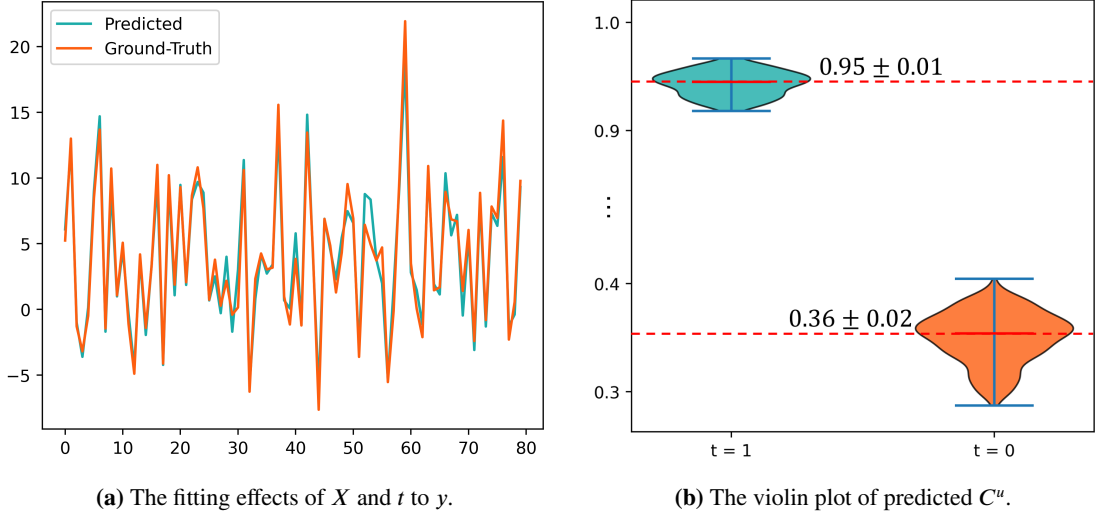 Predicted
Ground-Truth
20
15
10
5
0
−5
0 10 20 30 40 50 60 70 80
(a) The fitting effects of X and t to y.
1.0
0.9
...
0.4
0.3
0.95 ± 0.01
0.36 ± 0.02
t = 1 t = 0
(b) The violin plot of predicted Cᵘ.